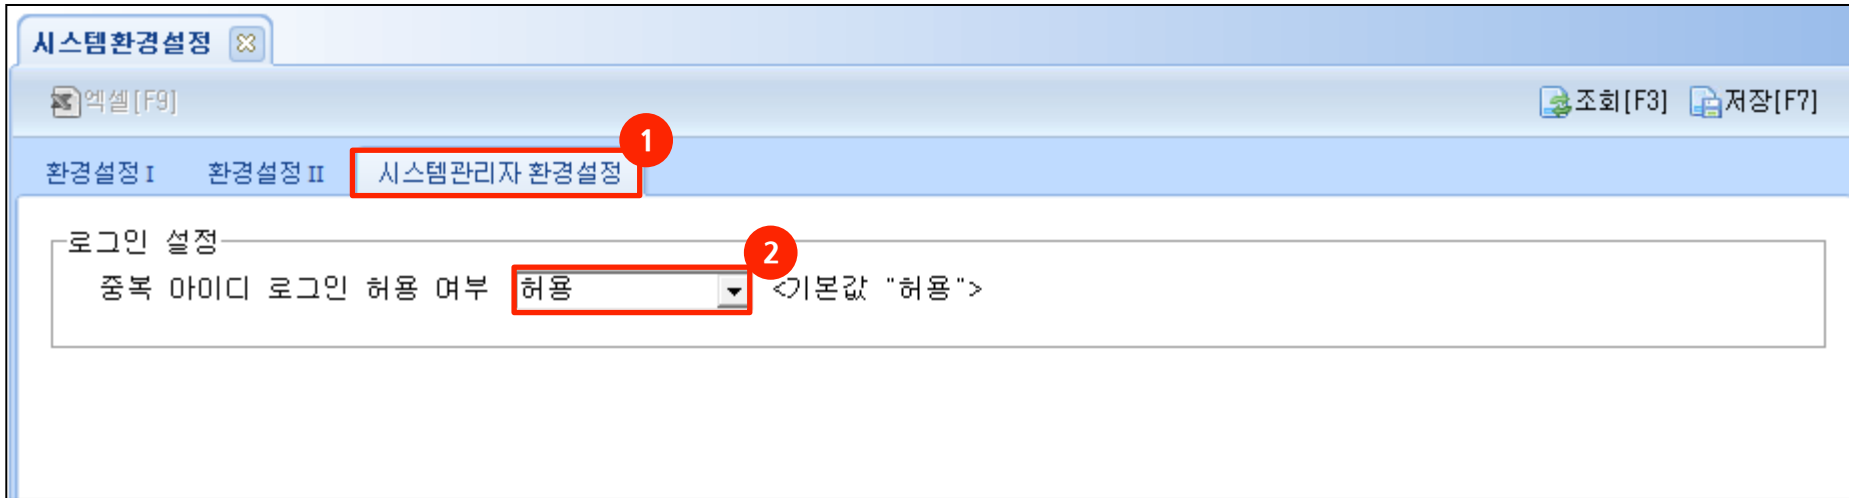 시스템환경설정
엑셀[F9] 조회[F3] 저장[F7]
1
환경설정 I 환경설정 II 시스템관리자 환경설정
로그인 설정
2
중복 아이디 로그인 허용 여부 허용 <기본값 "허용">